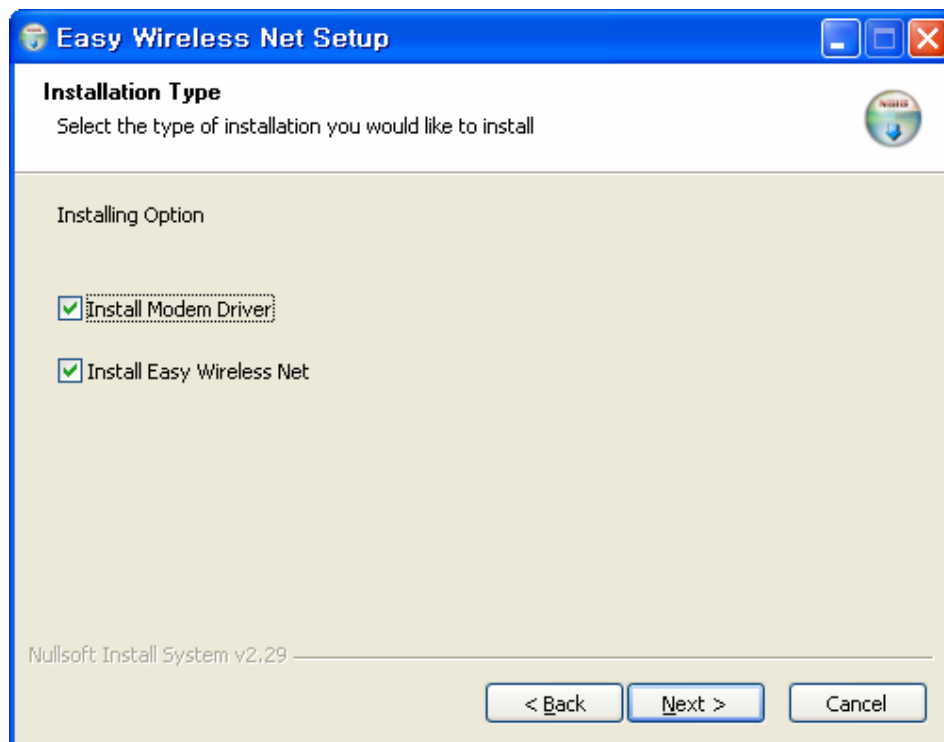 Easy Wireless Net Setup
Installation Type
Select the type of installation you would like to install
Installing Option
Install Modem Driver
Install Easy Wireless Net
Nullsoft Install System v2.29
< Back
Next >
Cancel